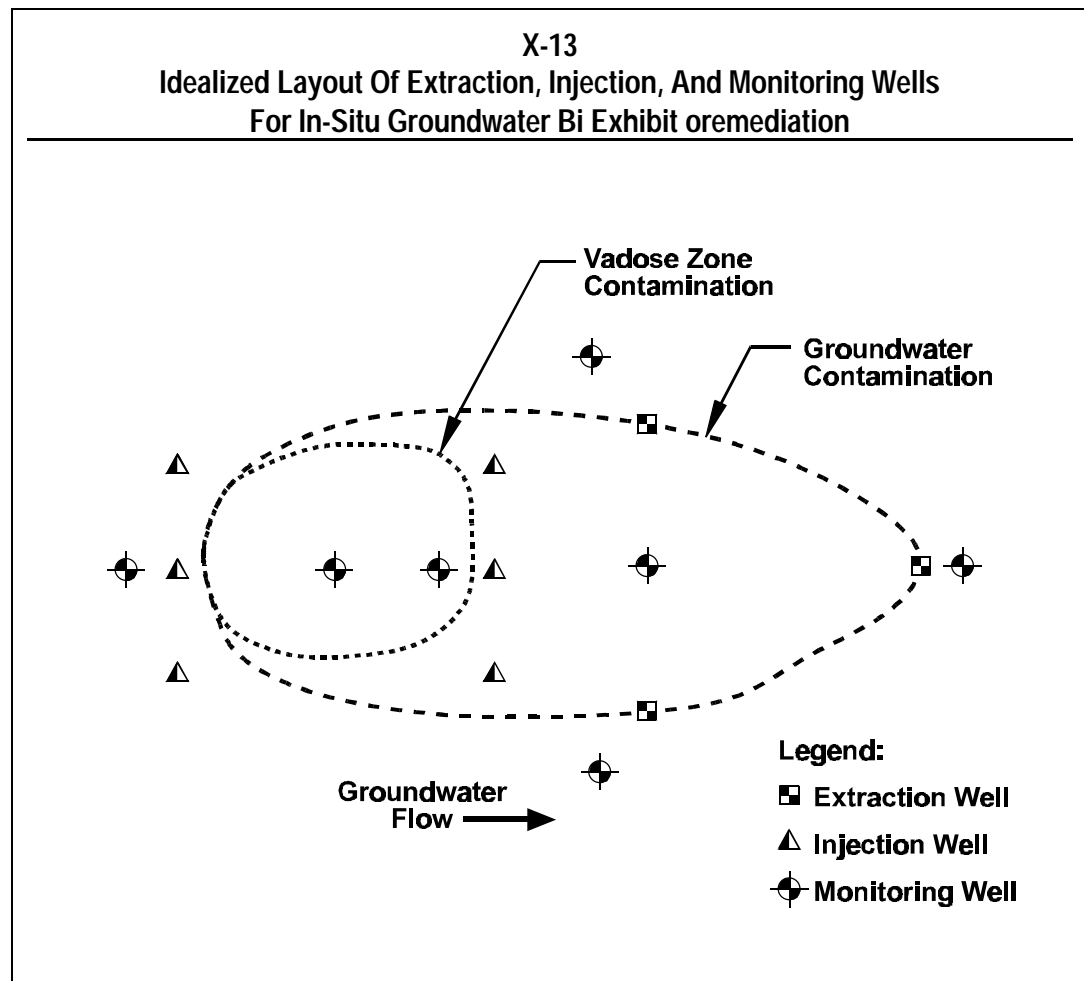 X-13
Idealized Layout Of Extraction, Injection, And Monitoring Wells
For In-Situ Groundwater Bi Exhibit oremediation
Vadose Zone
Contamination
Groundwater
Contamination
Groundwater
Flow
Legend:
Extraction Well
Injection Well
Monitoring Well